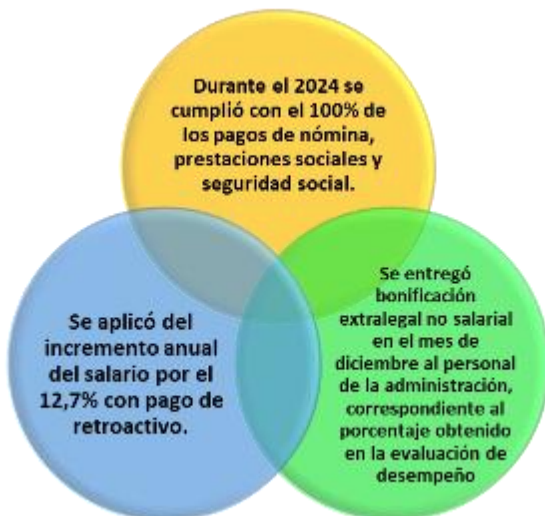 Durante el 2024 se
cumplió con el 100% de
los pagos de nómina,
prestaciones sociales y
seguridad social.
Se aplicó del
incremento anual
del salario por el
12,7% con pago de
retroactivo.
Se entregó
bonificación
extralegal no salarial
en el mes de
diciembre al personal
de la administración,
correspondiente al
porcentaje obtenido
en la evaluación de
desempeño